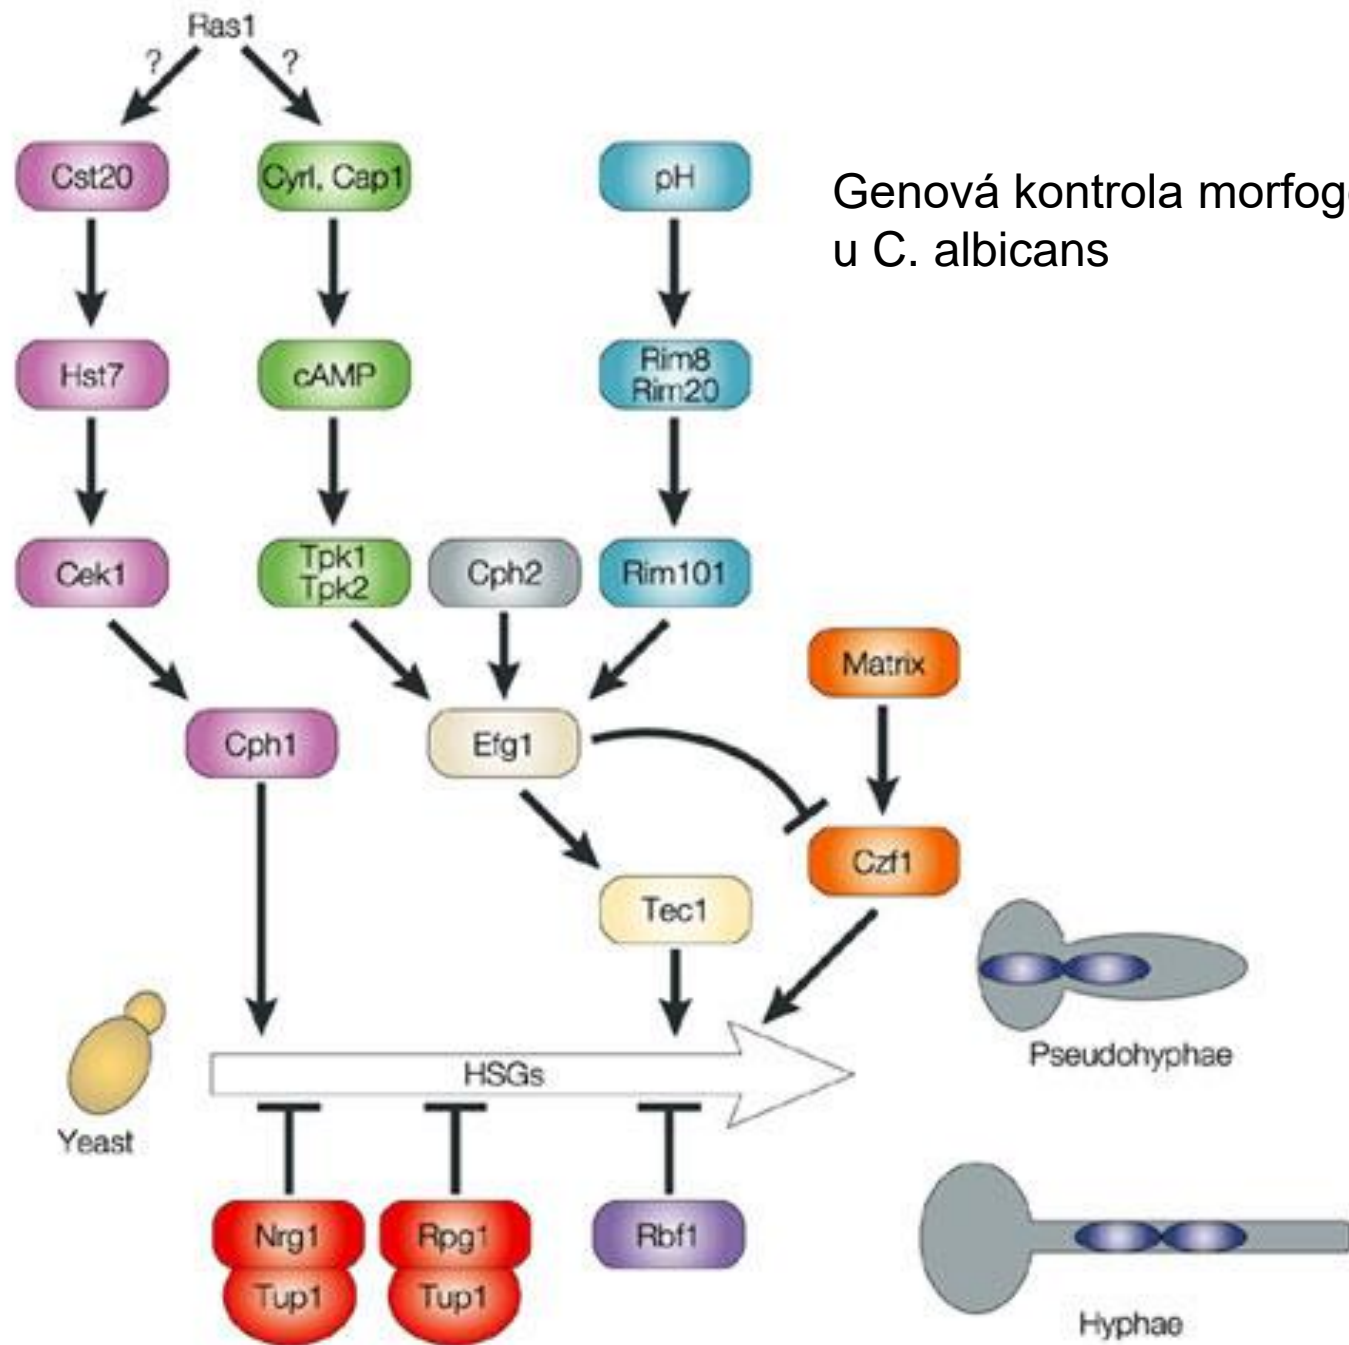 Ras1
?
?
Cst20
Cyrl, Cap1
pH
Genová kontrola morfog
u C. albicans
Hst7
cAMP
Rim8
Rim20
Cek1
Tpk1
Tpk2
Cph2
Rim101
Matrix
Cph1
Efg1
Czf1
Tec1
Pseudohyphae
HSGs
Yeast
Nrg1
Rpg1
Rbf1
Tup1
Tup1
Hyphae